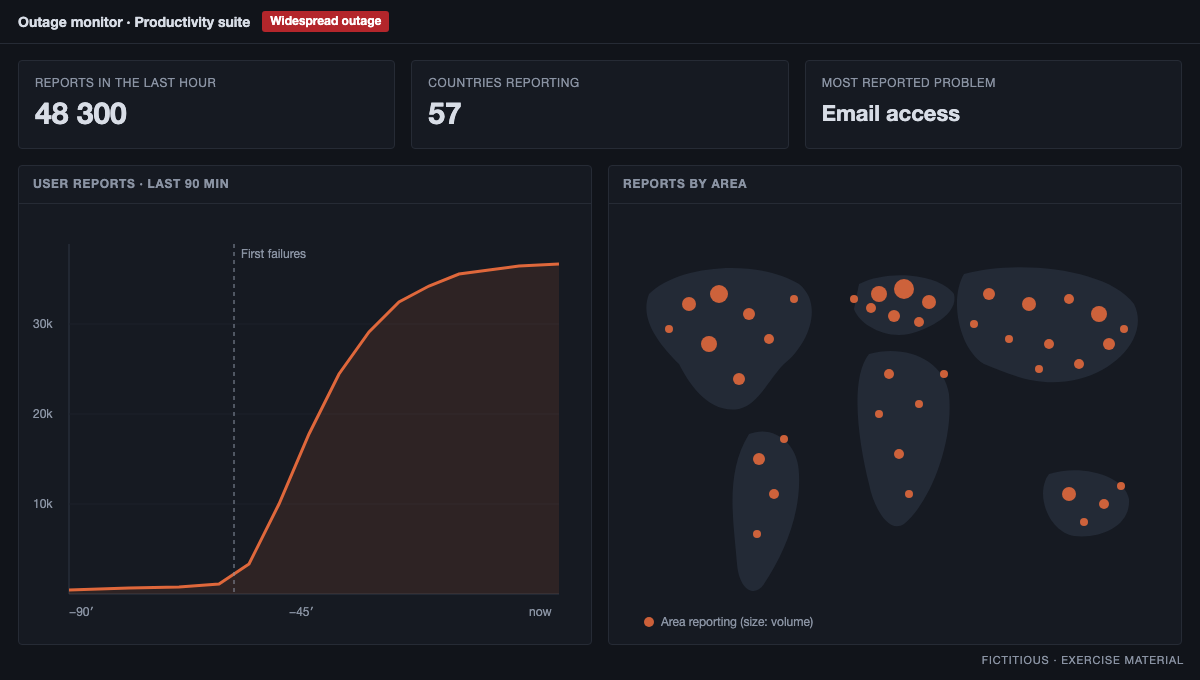 Outage monitor · Productivity suite
Widespread outage
REPORTS IN THE LAST HOUR
48 300
COUNTRIES REPORTING
57
MOST REPORTED PROBLEM
Email access
USER REPORTS · LAST 90 MIN
First failures
30k
20k
10k
−90′
−45′
now
REPORTS BY AREA
Area reporting (size: volume)
FICTITIOUS · EXERCISE MATERIAL